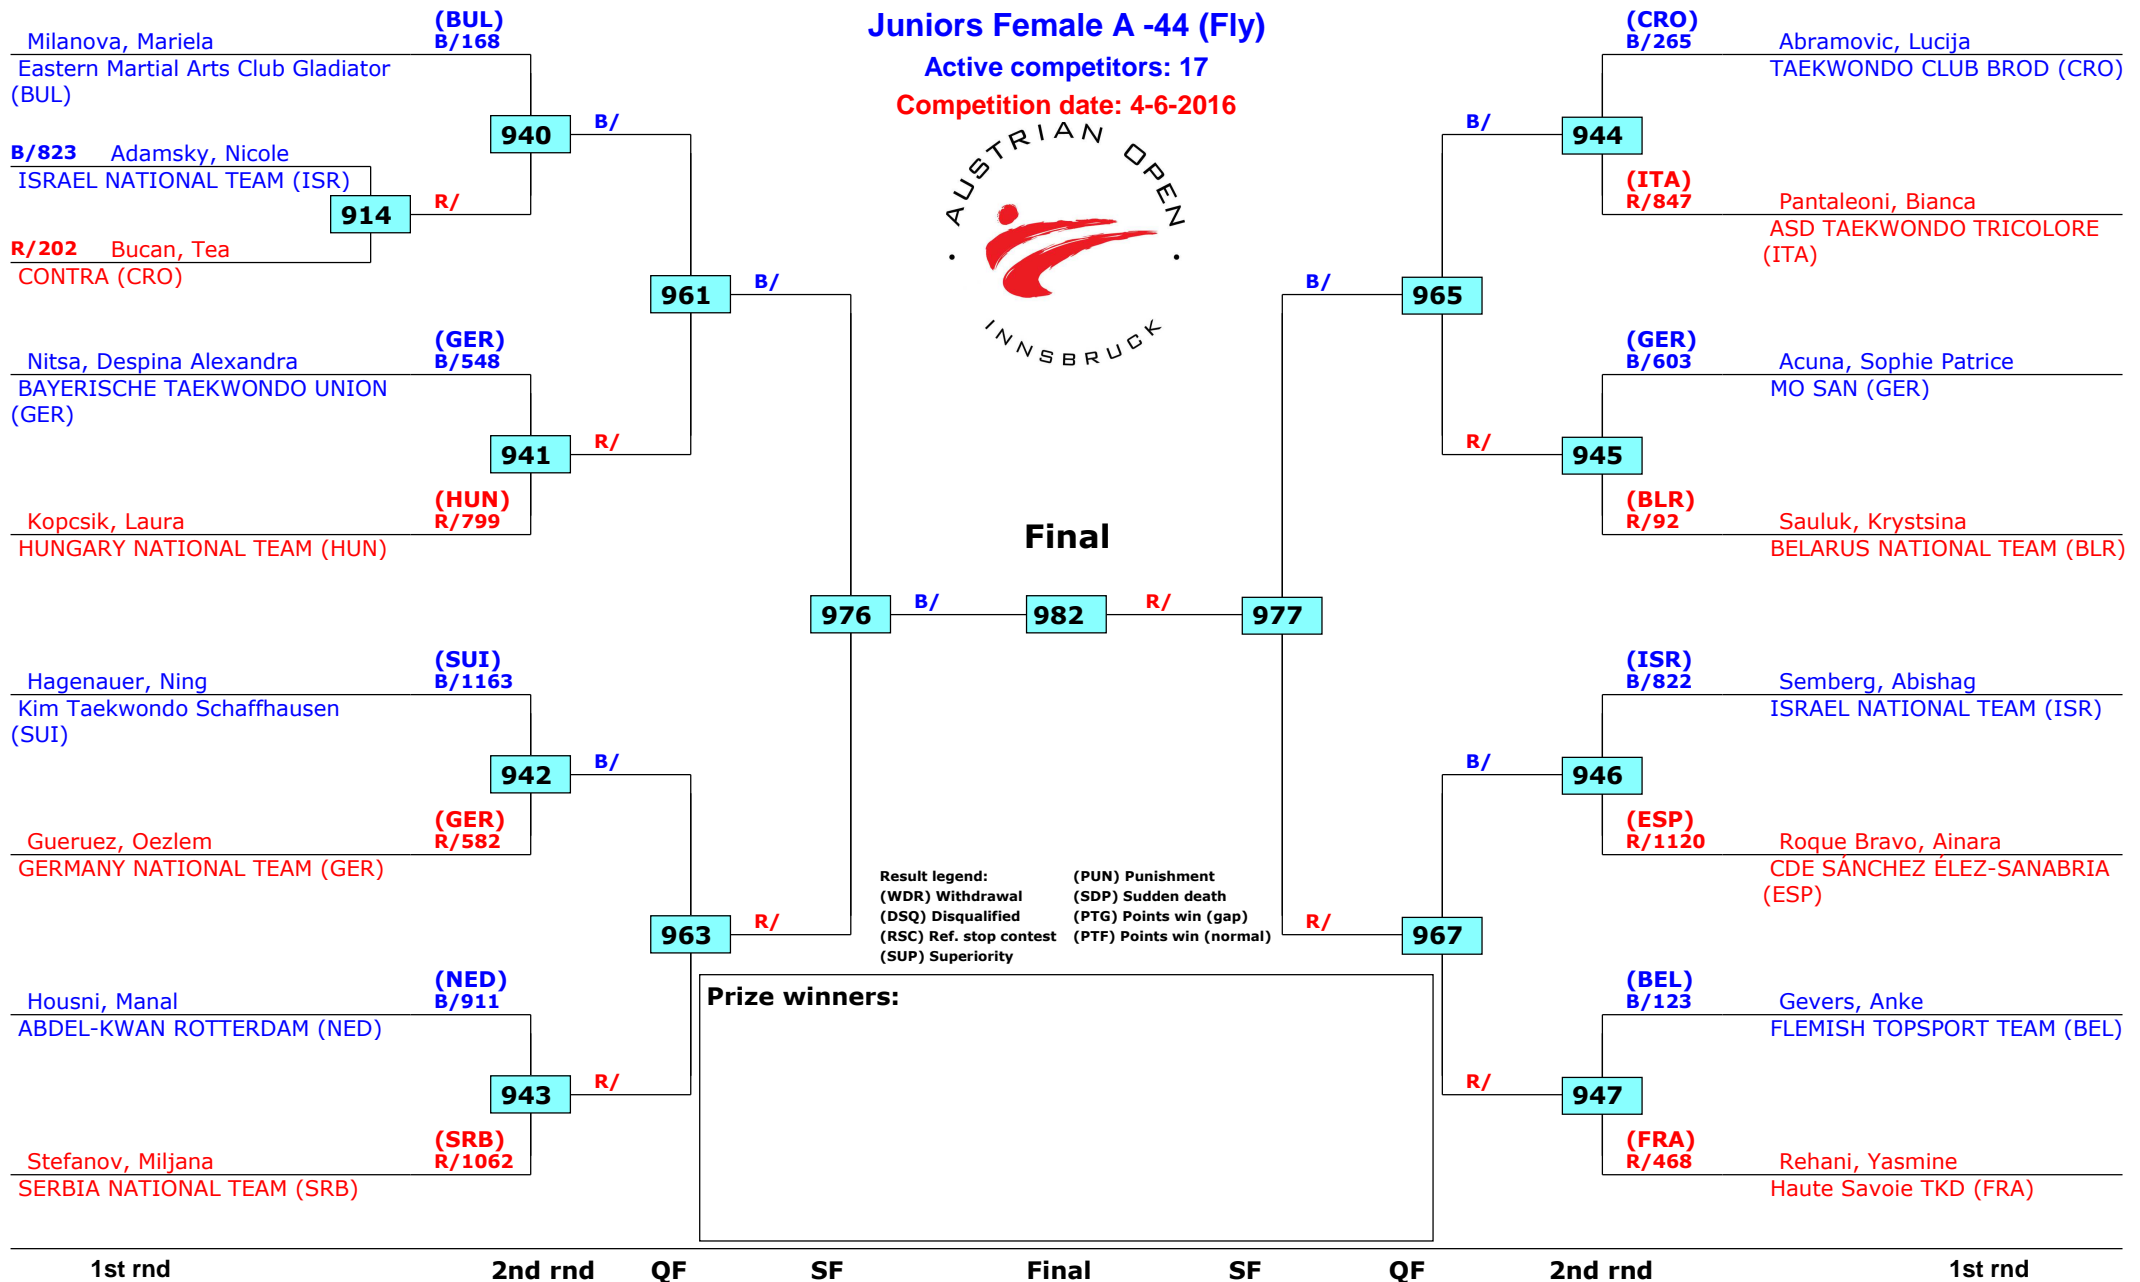 Juniors Female A -44 (Fly)
Active competitors: 17
Competition date: 4-6-2016
AUSTRIAN OPEN
INNSBRUCK
Milanova, Mariela
(BUL)
B/168
Eastern Martial Arts Club Gladiator
(BUL)
940
B/
B/823 Adamsky, Nicole
ISRAEL NATIONAL TEAM (ISR)
914
R/
R/202 Bucan, Tea
CONTRA (CRO)
961
B/
Nitsa, Despina Alexandra
(GER)
B/548
BAYERISCHE TAEKWONDO UNION
(GER)
941
R/
Kopcsik, Laura
(HUN)
R/799
HUNGARY NATIONAL TEAM (HUN)
976
B/
Hagenauer, Ning
(SUI)
B/1163
Kim Taekwondo Schaffhausen
(SUI)
942
B/
Gueruez, Oezlem
(GER)
R/582
GERMANY NATIONAL TEAM (GER)
963
R/
Housni, Manal
(NED)
B/911
ABDEL-KWAN ROTTERDAM (NED)
943
R/
Stefanov, Miljana
(SRB)
R/1062
SERBIA NATIONAL TEAM (SRB)
Final
982
R/
977
(CRO)
B/265
Abramovic, Lucija
TAEKWONDO CLUB BROD (CRO)
B/
944
(ITA)
R/847
Pantaleoni, Bianca
ASD TAEKWONDO TRICOLORE
(ITA)
B/
965
(GER)
B/603
Acuna, Sophie Patrice
MO SAN (GER)
R/
945
(BLR)
R/92
Sauluk, Krystsina
BELARUS NATIONAL TEAM (BLR)
(ISR)
B/822
Semberg, Abishag
ISRAEL NATIONAL TEAM (ISR)
B/
946
(ESP)
R/1120
Roque Bravo, Ainara
CDE SÁNCHEZ ÉLEZ-SANABRIA
(ESP)
R/
967
(BEL)
B/123
Gevers, Anke
FLEMISH TOPSPORT TEAM (BEL)
R/
947
(FRA)
R/468
Rehani, Yasmine
Haute Savoie TKD (FRA)
Result legend:
(WDR) Withdrawal
(DSQ) Disqualified
(RSC) Ref. stop contest
(SUP) Superiority
(PUN) Punishment
(SDP) Sudden death
(PTG) Points win (gap)
(PTF) Points win (normal)
Prize winners:
1st rnd 2nd rnd QF SF Final SF QF 2nd rnd 1st rnd